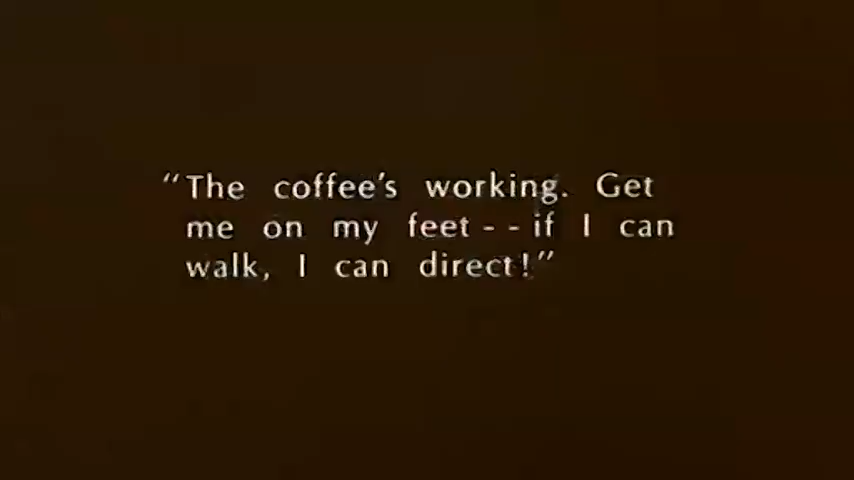 “The coffee's working. Get
me on my feet - - if I can
walk, I can direct!”